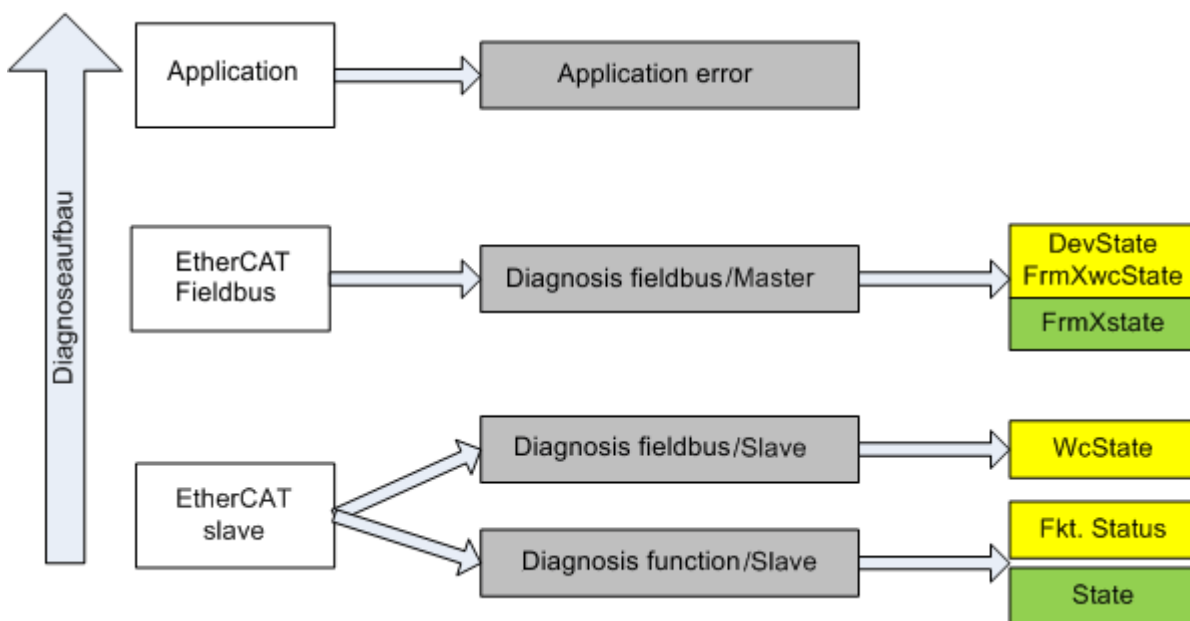 Diagnoseaufbau
Application
Application error
EtherCAT
Fieldbus
Diagnosis fieldbus/Master
DevState
FrmXwcState
FrmXstate
EtherCAT
slave
Diagnosis fieldbus/Slave
WcState
Diagnosis function/Slave
Fkt. Status
State